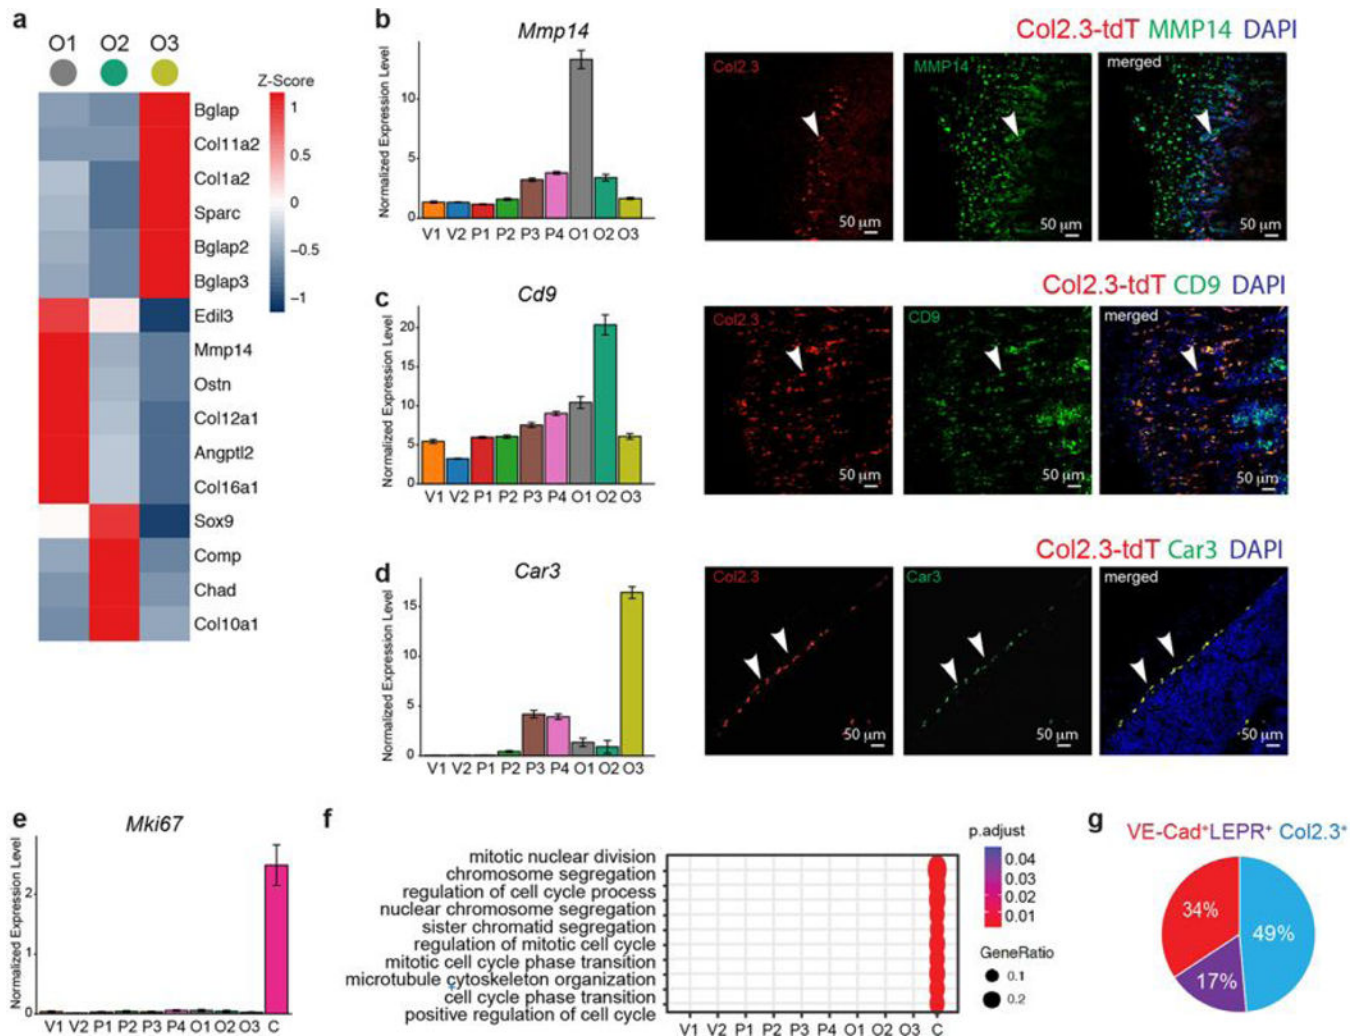 a
O1 O2 O3
Z-Score
1
0.5
0
−0.5
−1
Bglap
Col11a2
Col1a2
Sparc
Bglap2
Bglap3
Edil3
Mmp14
Ostn
Col12a1
Angptl2
Col16a1
Sox9
Comp
Chad
Col10a1
b
Mmp14
Normalized Expression Level
10
5
0
V1 V2 P1 P2 P3 P4 O1 O2 O3
Col2.3-tdT MMP14 DAPI
Col2.3 MMP14 merged
50 µm 50 µm 50 µm
c
Cd9
Normalized Expression Level
20
15
10
5
0
V1 V2 P1 P2 P3 P4 O1 O2 O3
Col2.3-tdT CD9 DAPI
Col2.3 CD9 merged
50 µm 50 µm 50 µm
d
Car3
Normalized Expression Level
15
10
5
0
V1 V2 P1 P2 P3 P4 O1 O2 O3
Col2.3-tdT Car3 DAPI
Col2.3 Car3 merged
50 µm 50 µm 50 µm
e
Mki67
Normalized Expression Level
2
1
0
V1 V2 P1 P2 P3 P4 O1 O2 O3 C
f
mitotic nuclear division
chromosome segregation
regulation of cell cycle process
nuclear chromosome segregation
sister chromatid segregation
regulation of mitotic cell cycle
mitotic cell cycle phase transition
microtubule cytoskeleton organization
cell cycle phase transition
positive regulation of cell cycle
V1 V2 P1 P2 P3 P4 O1 O2 O3 C
p.adjust
0.04
0.03
0.02
0.01
GeneRatio
0.1
0.2
g
VE-Cad⁺LEPR⁺ Col2.3⁺
34%
49%
17%